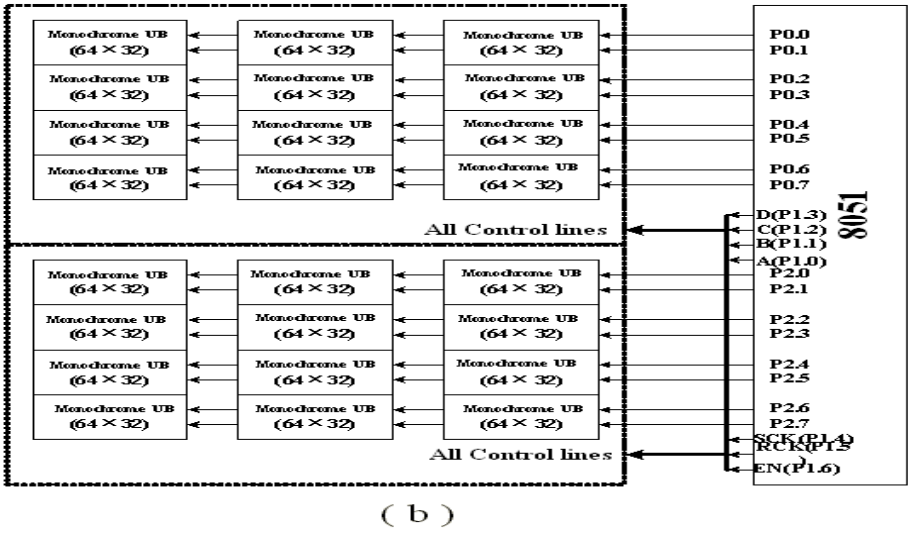 Monochrome UB Monochrome UB Monochrome UB P0.0
(64×32) (64×32) (64×32) P0.1
Monochrome UB Monochrome UB Monochrome UB P0.2
(64×32) (64×32) (64×32) P0.3
Monochrome UB Monochrome UB Monochrome UB P0.4
(64×32) (64×32) (64×32) P0.5
Monochrome UB Monochrome UB Monochrome UB P0.6
(64×32) (64×32) (64×32) P0.7
8051
D(P1.3)
All Control lines C(P1.2)
B(P1.1)
A(P1.0)
Monochrome UB Monochrome UB Monochrome UB P2.0
(64×32) (64×32) (64×32) P2.1
Monochrome UB Monochrome UB Monochrome UB P2.2
(64×32) (64×32) (64×32) P2.3
Monochrome UB Monochrome UB Monochrome UB P2.4
(64×32) (64×32) (64×32) P2.5
Monochrome UB Monochrome UB Monochrome UB P2.6
(64×32) (64×32) (64×32) P2.7
SCK(P1.4)
All Control lines RCK(P1.5
)
EN(P1.6)
( b )